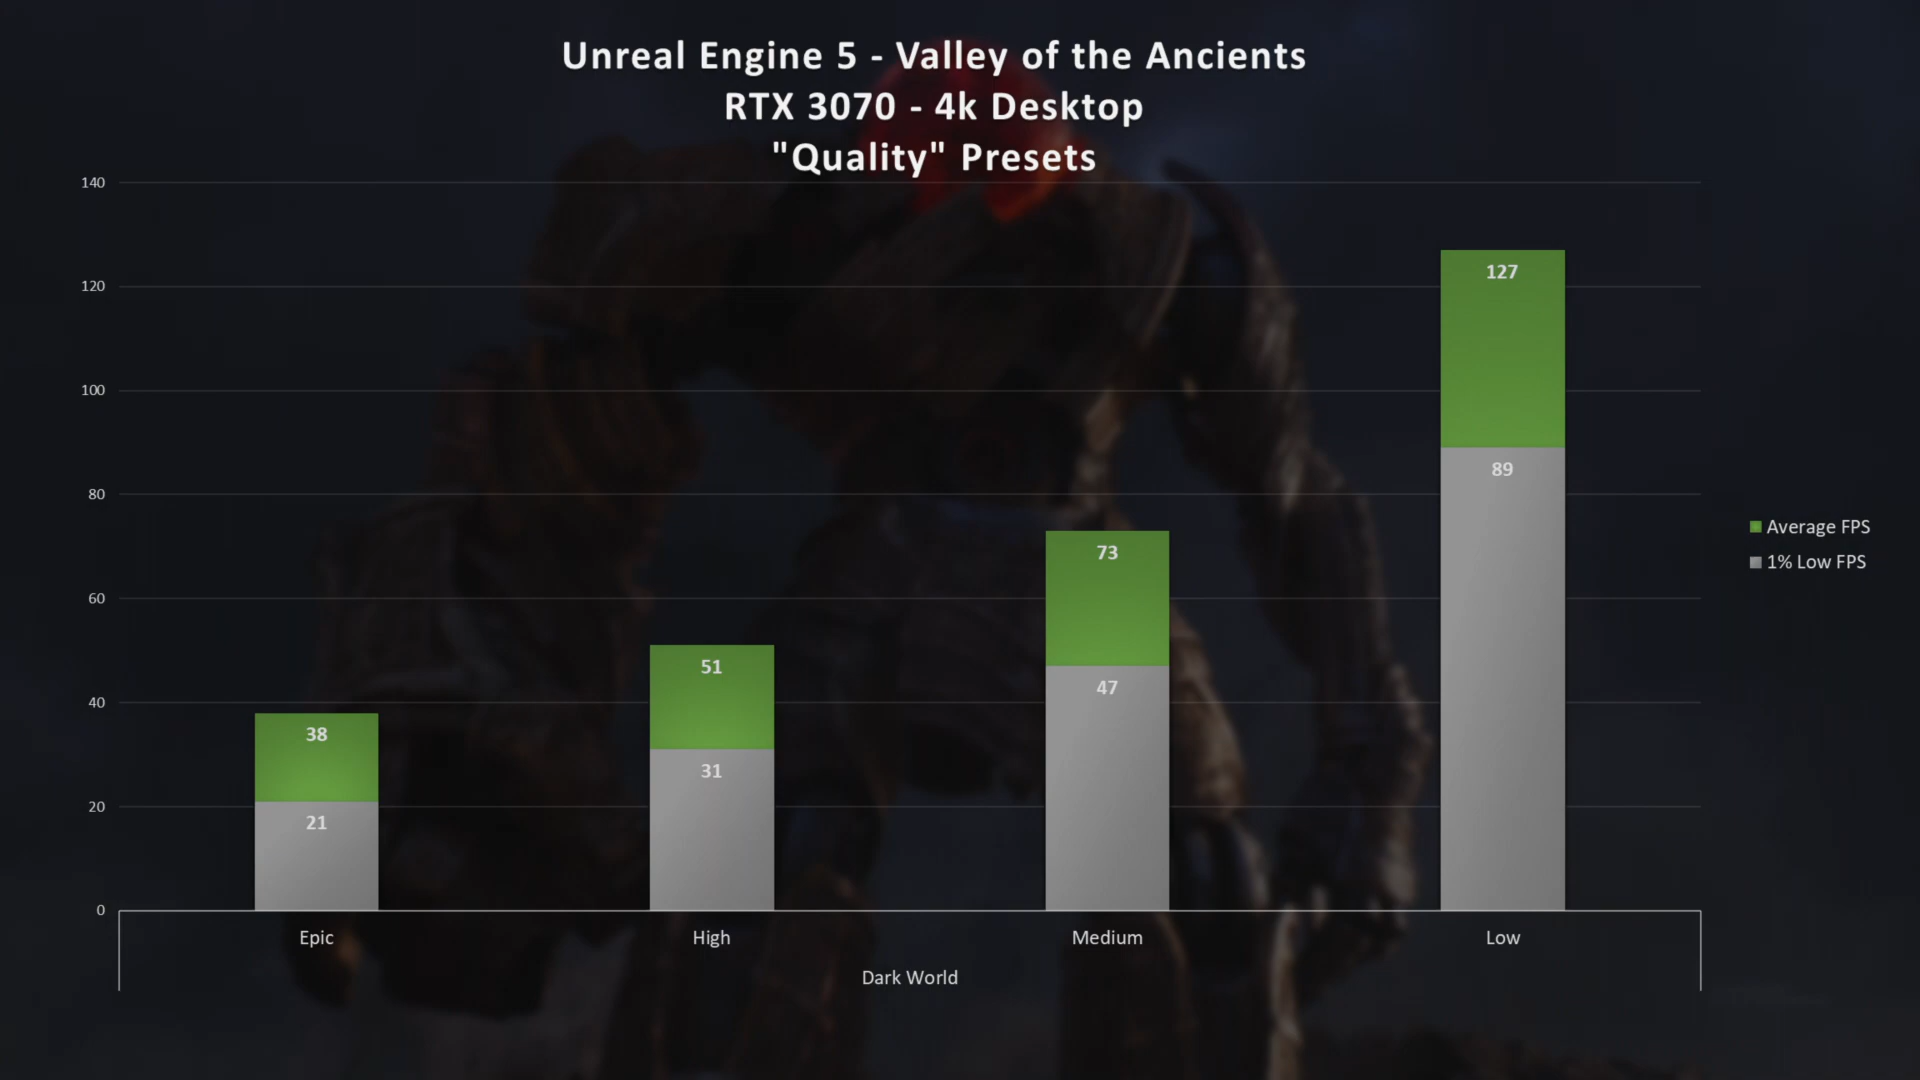 Unreal Engine 5 - Valley of the Ancients
RTX 3070 - 4k Desktop
"Quality" Presets
140
120
100
80
60
40
20
0
38
21
51
31
73
47
127
89
Epic
High
Medium
Low
Dark World
Average FPS
1% Low FPS